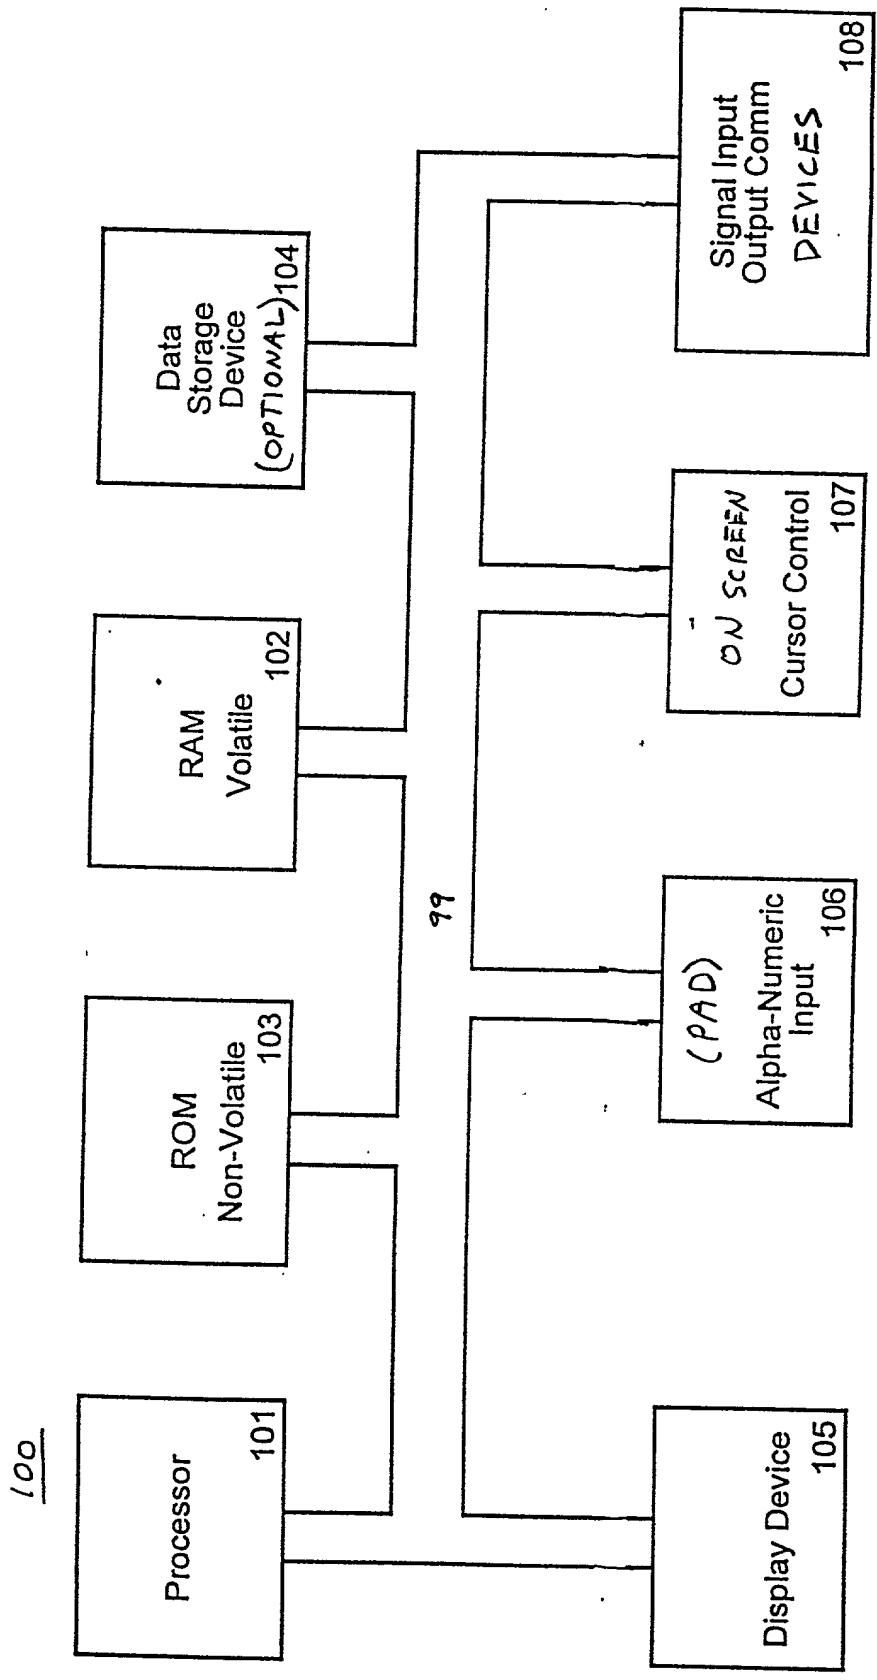 100
Processor
101
ROM
Non-Volatile
103
RAM
Volatile
102
Data
Storage
Device
(OPTIONAL) 104
99
Display Device
105
(PAD)
Alpha-Numeric
Input
106
ON SCREEN
Cursor Control
107
Signal Input
Output Comm
DEVICES
108